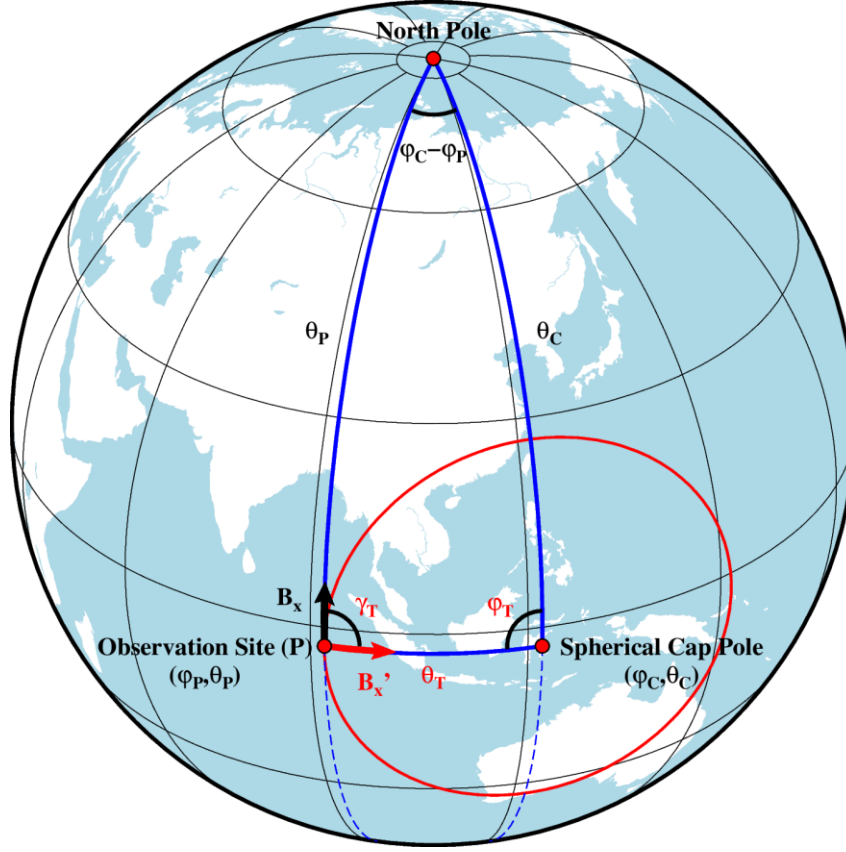 North Pole
φC−φP
θP
θC
Bx
γT
φT
Observation Site (P)
Spherical Cap Pole
(φP,θP)
Bx’
θT
(φC,θC)